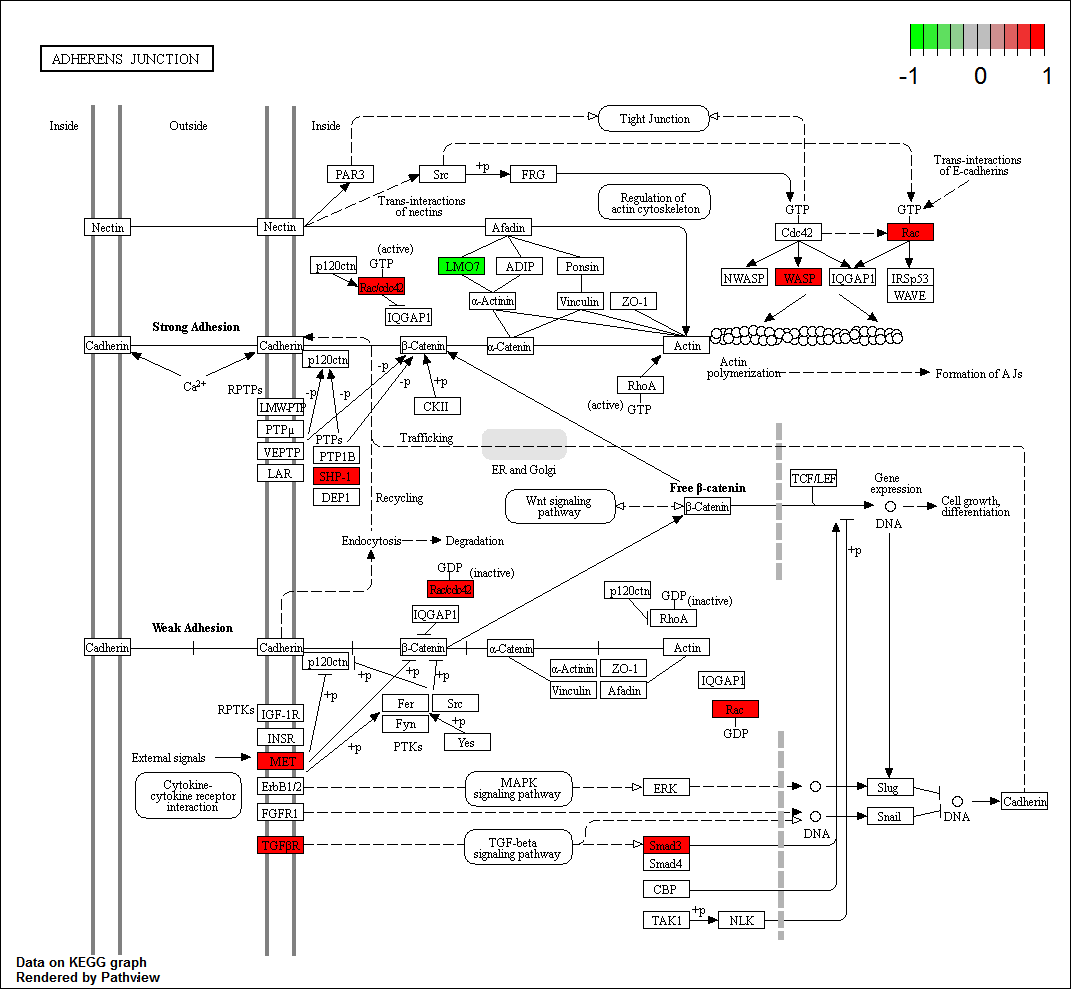 ADHERENS JUNCTION
-1 0 1
Inside
Outside
Inside
Tight Junction
PAR3
Src
+p
FRG
Trans-interactions
of E-cadherins
Trans-interactions
of nectins
Regulation of
actin cytoskeleton
GTP
GTP
Nectin
Nectin
Afadin
Cdc42
Rac
(active)
p120ctn
GTP
LMO7
ADIP
Ponsin
NWASP
WASP
IQGAP1
IRSp53
WAVE
Rac/cdc42
α-Actinin
Vinculin
ZO-1
IQGAP1
Strong Adhesion
Cadherin
Cadherin
β-Catenin
α-Catenin
Actin
p120ctn
Actin
polymerization
Formation of A Js
Ca2+
RPTPs
-p
-p
-p
+p
RhoA
(active)
GTP
LMW-PTP
CKII
PTPμ
PTPs
Trafficking
VEPTP
PTP1B
LAR
SHP-1
ER and Golgi
DEP1
Recycling
Wnt signaling
pathway
Free β-catenin
β-Catenin
TCF/LEF
Gene
expression
DNA
Cell growth,
differentiation
Endocytosis
Degradation
+p
GDP
(inactive)
Rac/cdc42
IQGAP1
p120ctn
GDP
(inactive)
RhoA
Weak Adhesion
Cadherin
Cadherin
β-Catenin
α-Catenin
Actin
p120ctn
+p
+p
+p
α-Actinin
ZO-1
Vinculin
Afadin
IQGAP1
+p
Rac
GDP
RPTKs
IGF-1R
Fer
Src
Fyn
+p
INSR
+p
PTKs
Yes
External signals
MET
Cytokine-
cytokine receptor
interaction
ErbB1/2
MAPK
signaling pathway
ERK
Slug
FGFR1
DNA
Snail
DNA
Cadherin
TGFβR
TGF-beta
signaling pathway
Smad3
Smad4
CBP
TAK1
+p
NLK
Data on KEGG graph
Rendered by Pathview